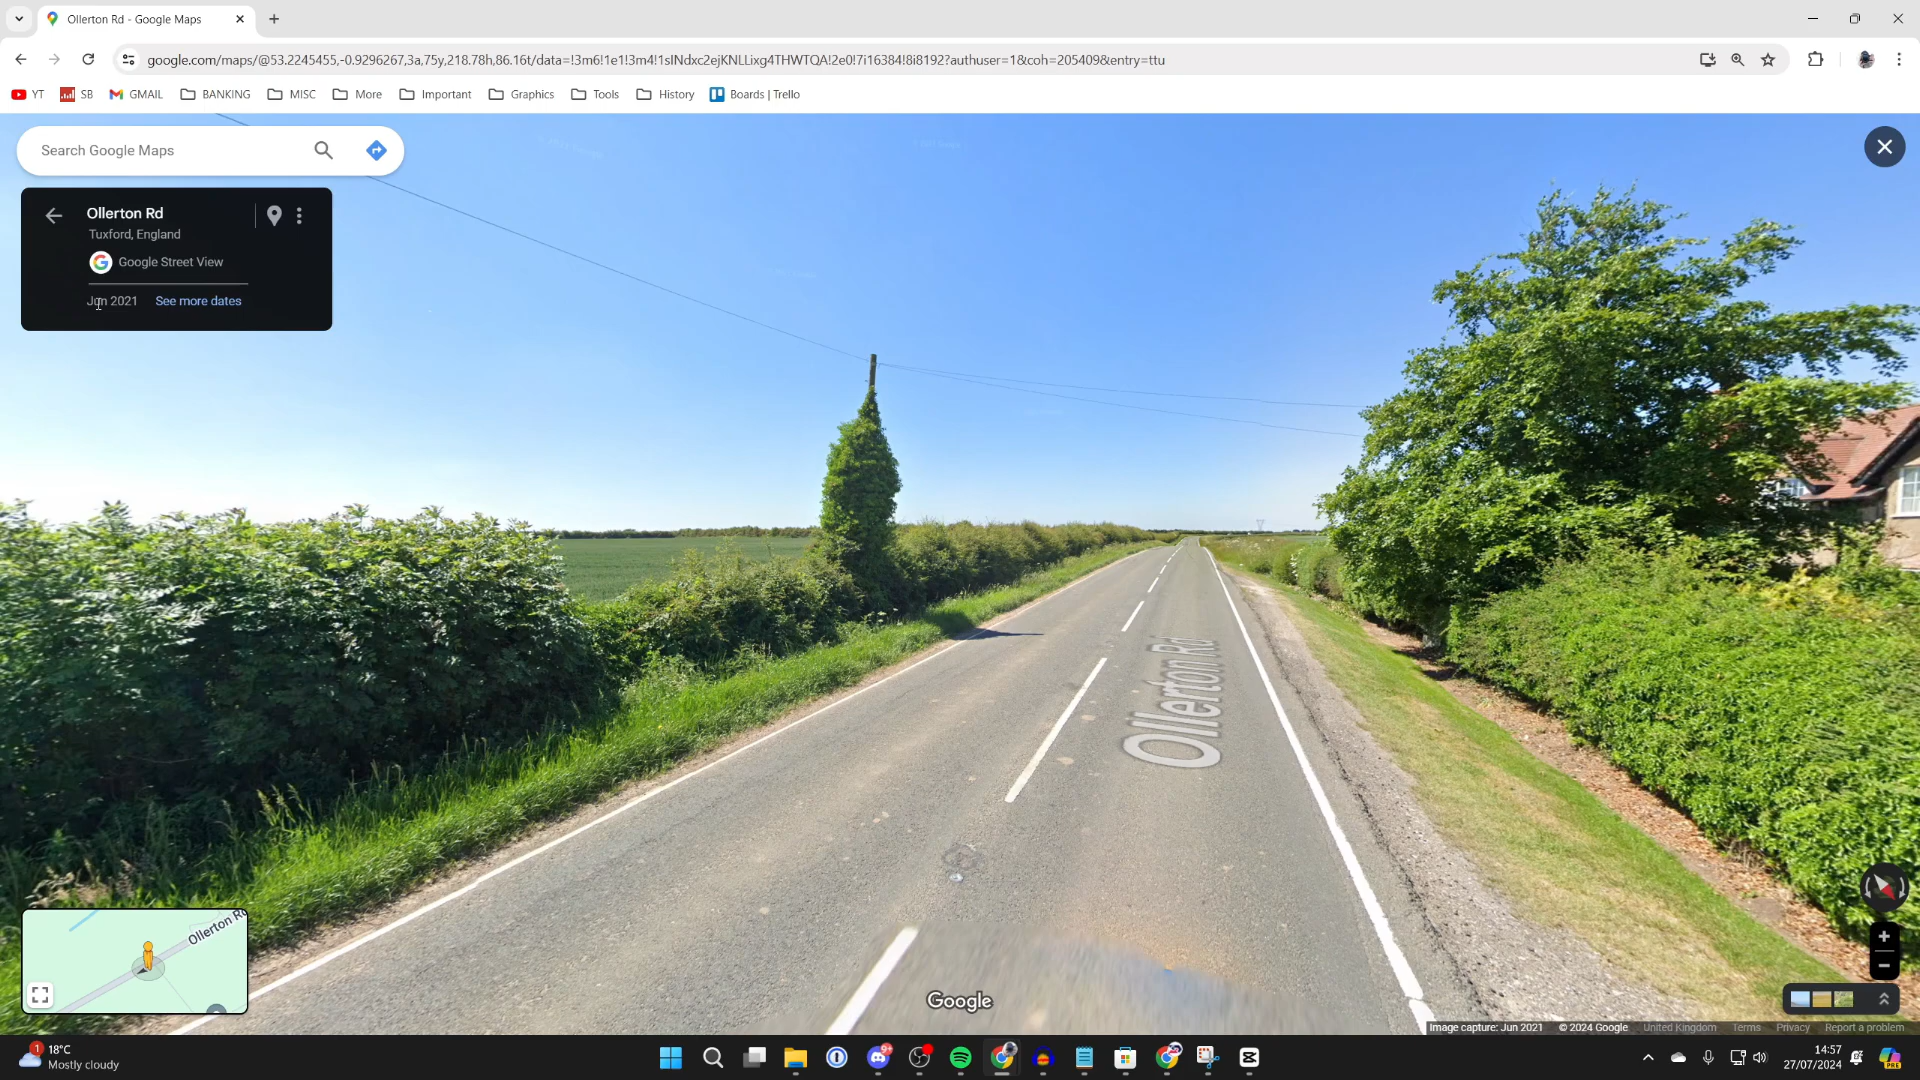 Ollerton Rd - Google Maps
google.com/maps/@53.2245455,-0.9296267,3a,75y,218.78h,86.16t/data=!3m6!1e1!3m4!1sINdxc2ejKNLLixg4THWTQA!2e0!7i16384!8i8192?authuser=1&coh=205409&entry=ttu
YT SB GMAIL BANKING MISC More Important Graphics Tools History Boards | Trello
Search Google Maps
Ollerton Rd
Tuxford, England
Google Street View
Jun 2021 See more dates
Ollerton Rd
Ollerton Rd
Google
Image capture: Jun 2021 © 2024 Google United Kingdom Terms Privacy Report a problem
1 18°C
Mostly cloudy
9+
14:57
27/07/2024
PRE